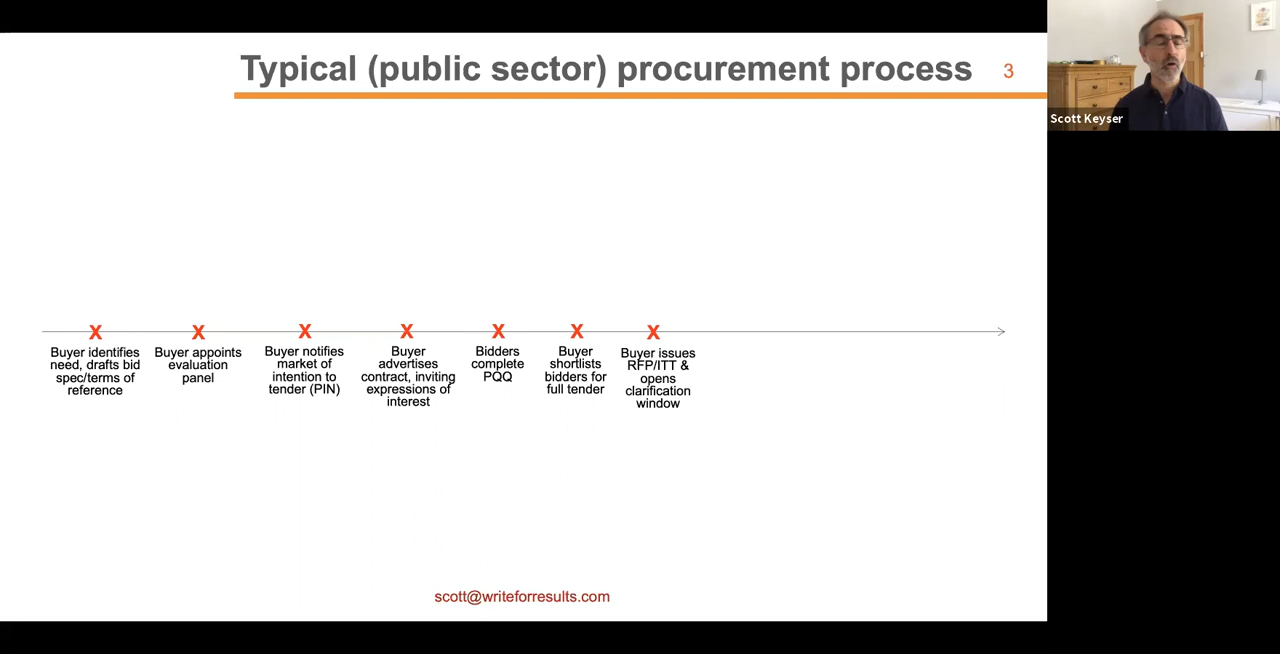 Typical (public sector) procurement process
3
Scott Keyser
X
X
X
X
X
X
X
Buyer identifies
need, drafts bid
spec/terms of
reference
Buyer appoints
evaluation
panel
Buyer notifies
market of
intention to
tender (PIN)
Buyer
advertises
contract, inviting
expressions of
interest
Bidders
complete
PQQ
Buyer
shortlists
bidders for
full tender
Buyer issues
RFP/ITT &
opens
clarification
window
scott@writeforresults.com